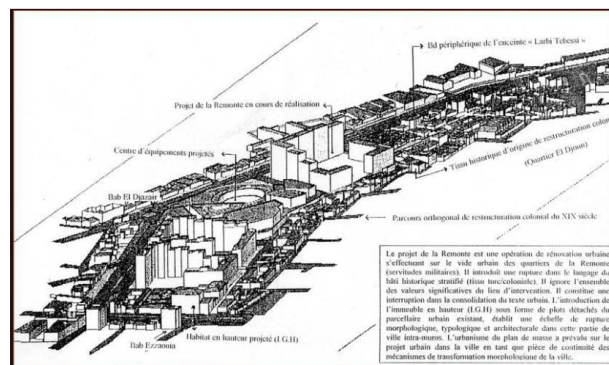 Bd périphérique de l'enceinte « Larbi Tebessi »
Projet de la Remonte en cours de réalisation
Centre d'équipements projetés
Tissu historique d'origine de restructuration colon
(Quartier El Djoun)
Bab El Djazair
Parcours orthogonal de restructuration colonial du XIX siècle
Habitat en hauteur projeté (I.G.H)
Bab Ezzaouia
Le projet de la Remonte est une opération de rénovation urbaine
s'effectuant sur le vide urbain des quartiers de la Remonte
(servitudes militaires). Il introduit une rupture dans le langage du
bâti historique stratifié (tissu turc/coloniale). Il ignore l'ensemble
des valeurs significatives du lieu d'intervention. Il constitue une
interruption dans la consolidation du texte urbain. L'introduction de
l'immeuble en hauteur (I.G.H) sous forme de plots détachés du
parcellaire urbain existant, établit une échelle de rupture
morphologique, typologique et architecturale dans cette partie de
ville intra-muros. L'urbanisme du plan de masse a prévalu sur le
projet urbain dans la ville en tant que pièce de continuité des
mécanismes de transformation morphologique de la ville.